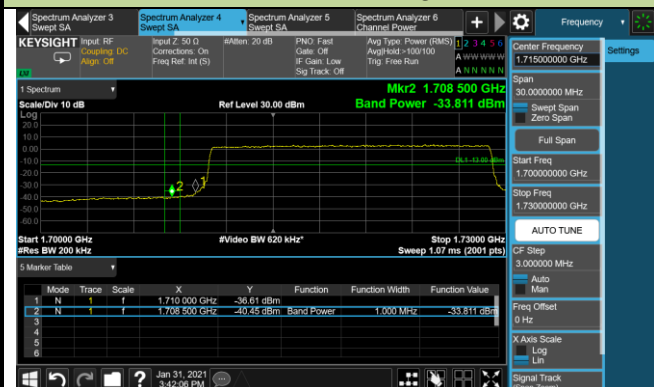 Spectrum Analyzer 3
Swept SA
Spectrum Analyzer 4
Swept SA
Spectrum Analyzer 5
Swept SA
Spectrum Analyzer 6
Channel Power
Frequency
KEYSIGHT
Input: RF
Coupling: DC
Align: Off
Input Z: 50 Ω
Corrections: On
Freq Ref: Int (S)
#Atten: 20 dB
PNO: Fast
Gate: Off
IF Gain: Low
Sig Track: Off
Avg Type: Power (RMS)
Avg|Hold:>100/100
Trig: Free Run
1 2 3 4 5 6
A W W W W W
A N N N N N
Center Frequency
1.715000000 GHz
Settings
Span
30.0000000 MHz
Swept Span
Zero Span
Full Span
Start Freq
1.700000000 GHz
Stop Freq
1.730000000 GHz
AUTO TUNE
CF Step
3.000000 MHz
Auto
Man
Freq Offset
0 Hz
X Axis Scale
Log
Lin
Signal Track
(Span Zoom)
1 Spectrum
Scale/Div 10 dB
Log
Ref Level 30.00 dBm
Mkr2 1.708 500 GHz
Band Power -33.811 dBm
20.0
10.0
0.00
-10.0
-20.0
-30.0
-40.0
-50.0
-60.0
DL1 -13.00 dBm
2
1
Start 1.70000 GHz
#Res BW 200 kHz
#Video BW 620 kHz*
Stop 1.73000 GHz
Sweep 1.07 ms (2001 pts)
5 Marker Table
Mode Trace Scale X Y Function Function Width Function Value
1 N 1 f 1.710 000 GHz -36.61 dBm
2 N 1 f 1.708 500 GHz -40.45 dBm Band Power 1.000 MHz -33.811 dBm
3
4
5
6
?
Jan 31, 2021
3:42:06 PM